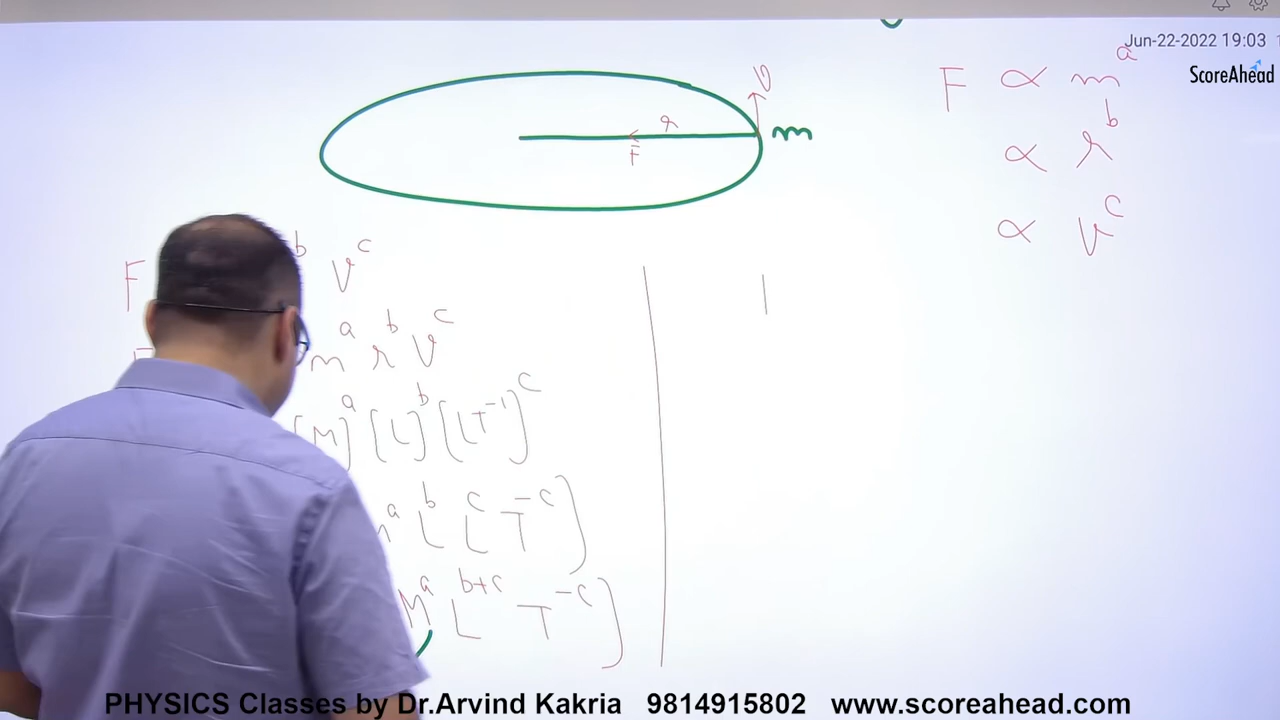 Jun-22-2022 19:03
ScoreAhead
F ∝ m^a
∝ r^b
∝ v^c
v
r
F
m
F b v^c
m^a r^b v^c
[M]^a [L]^b [LT^-1]^c
a L^b L^c T^-c]
M^a L^b+c T^-c]
PHYSICS Classes by Dr.Arvind Kakria 9814915802 www.scoreahead.com